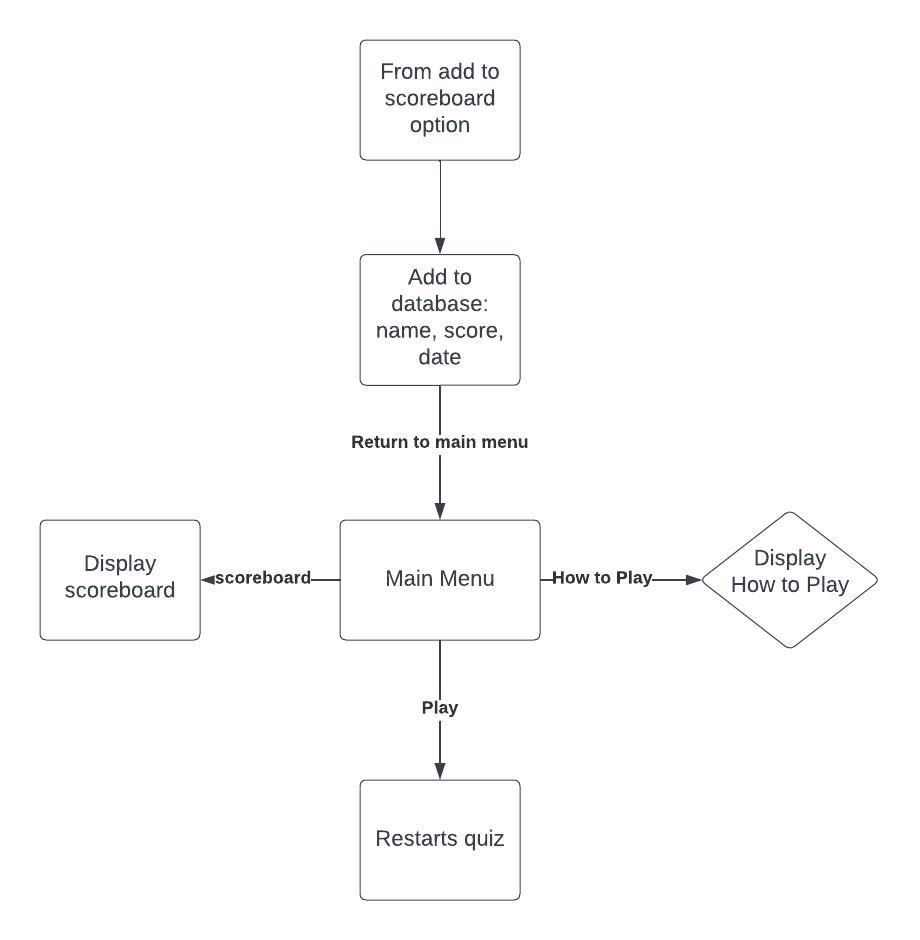 From add to
scoreboard
option
Add to
database:
name, score,
date
Return to main menu
Display
scoreboard
scoreboard
Main Menu
How to Play
Display
How to Play
Play
Restarts quiz